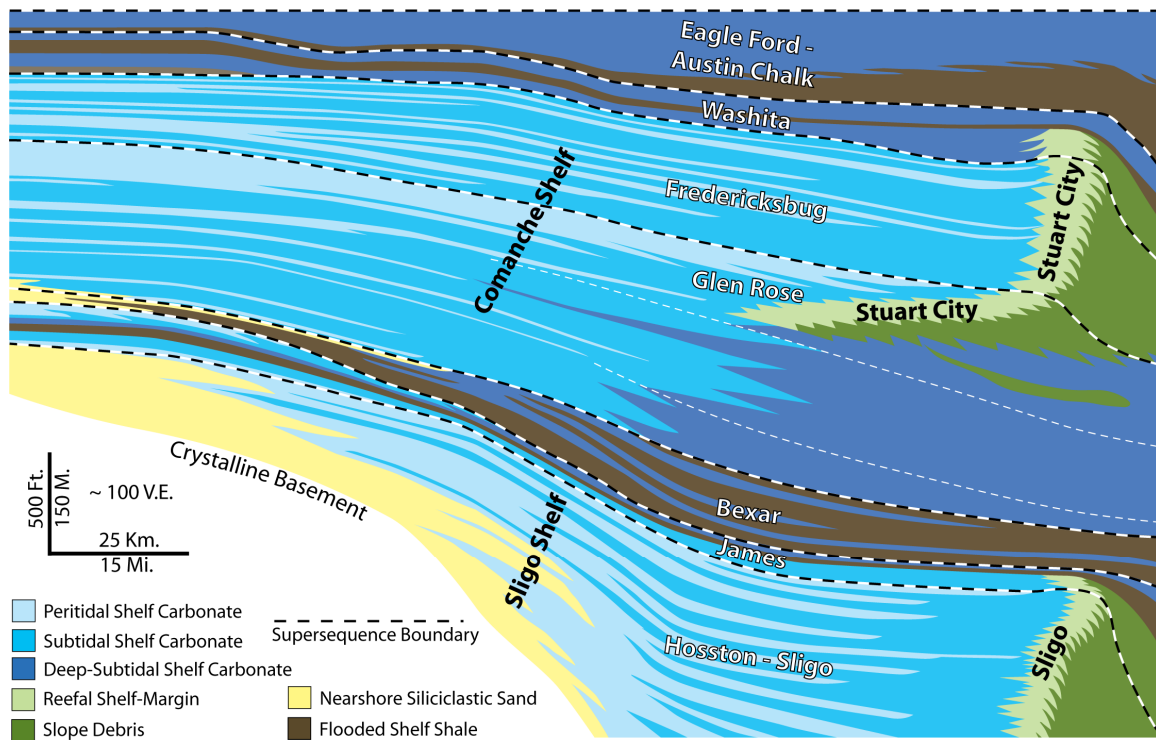 Eagle Ford -
Austin Chalk
Washita
Comanche Shelf
Fredericksbug
Stuart City
Glen Rose
Stuart City
Crystalline Basement
500 Ft.
150 M.
~ 100 V.E.
25 Km.
15 Mi.
Sligo Shelf
Bexar
James
Hosston - Sligo
Sligo
Peritidal Shelf Carbonate
Subtidal Shelf Carbonate
Supersequence Boundary
Deep-Subtidal Shelf Carbonate
Reefal Shelf-Margin
Nearshore Siliciclastic Sand
Slope Debris
Flooded Shelf Shale